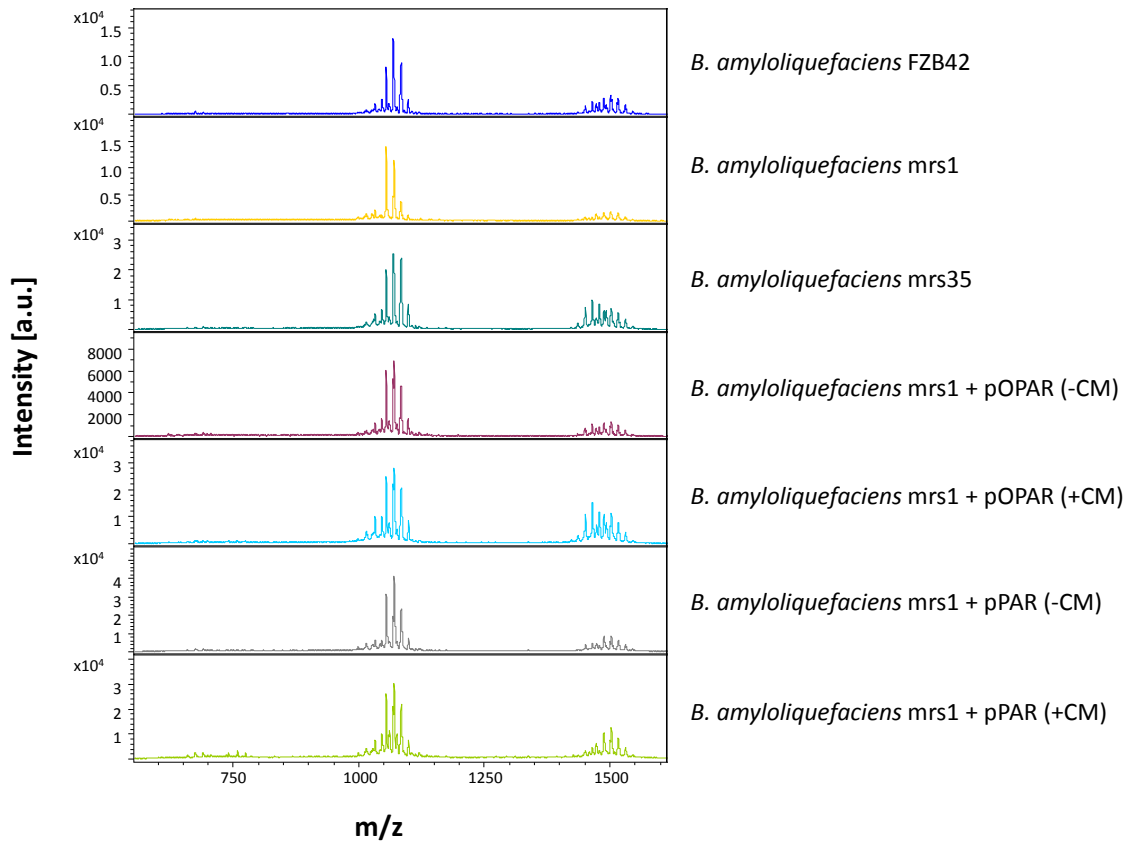 x10⁴
1.5
1.0
0.5
B. amyloliquefaciens FZB42
x10⁴
1.5
1.0
0.5
B. amyloliquefaciens mrs1
x10⁴
3
2
1
B. amyloliquefaciens mrs35
8000
6000
4000
2000
B. amyloliquefaciens mrs1 + pOPAR (-CM)
x10⁴
3
2
1
B. amyloliquefaciens mrs1 + pOPAR (+CM)
x10⁴
4
3
2
1
B. amyloliquefaciens mrs1 + pPAR (-CM)
x10⁴
3
2
1
B. amyloliquefaciens mrs1 + pPAR (+CM)
Intensity [a.u.]
750 1000 1250 1500
m/z